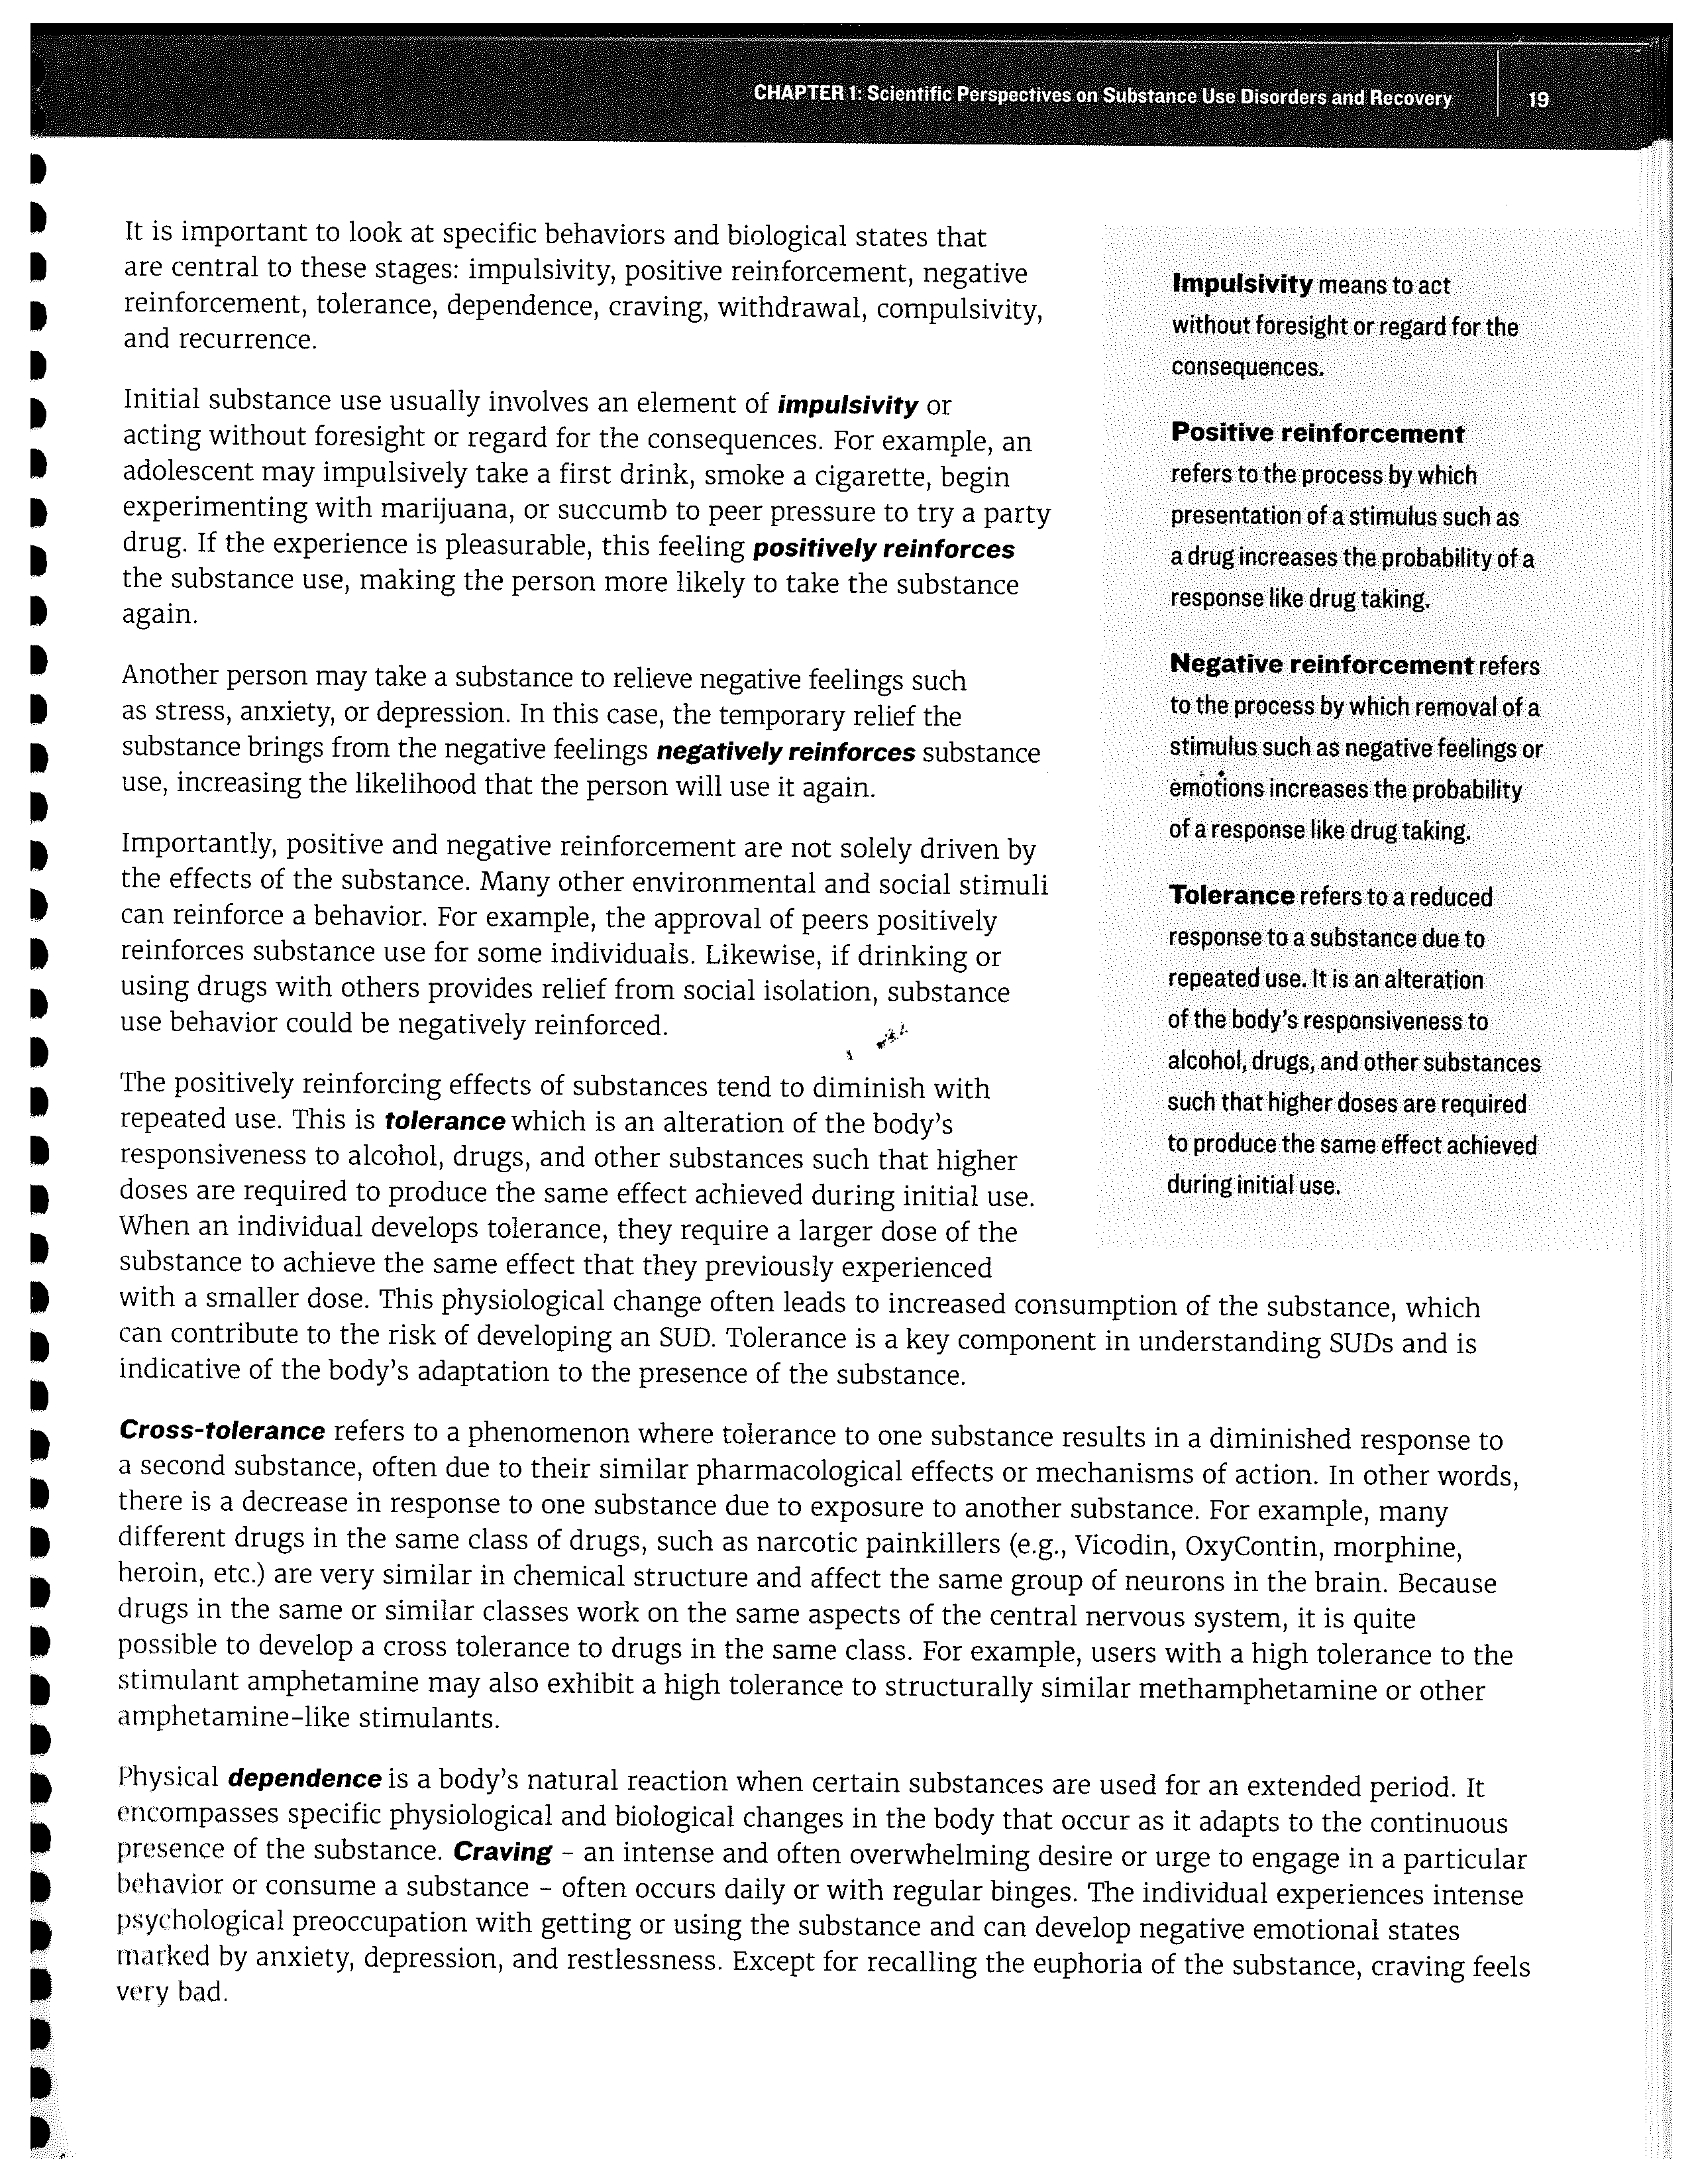 CHAPTER 1: Scientific Perspectives on Substance Use Disorders and Recovery
19
It is important to look at specific behaviors and biological states that
are central to these stages: impulsivity, positive reinforcement, negative
reinforcement, tolerance, dependence, craving, withdrawal, compulsivity,
and recurrence.
Initial substance use usually involves an element of impulsivity or
acting without foresight or regard for the consequences. For example, an
adolescent may impulsively take a first drink, smoke a cigarette, begin
experimenting with marijuana, or succumb to peer pressure to try a party
drug. If the experience is pleasurable, this feeling positively reinforces
the substance use, making the person more likely to take the substance
again.
Another person may take a substance to relieve negative feelings such
as stress, anxiety, or depression. In this case, the temporary relief the
substance brings from the negative feelings negatively reinforces substance
use, increasing the likelihood that the person will use it again.
Importantly, positive and negative reinforcement are not solely driven by
the effects of the substance. Many other environmental and social stimuli
can reinforce a behavior. For example, the approval of peers positively
reinforces substance use for some individuals. Likewise, if drinking or
using drugs with others provides relief from social isolation, substance
use behavior could be negatively reinforced.
The positively reinforcing effects of substances tend to diminish with
repeated use. This is tolerance which is an alteration of the body's
responsiveness to alcohol, drugs, and other substances such that higher
doses are required to produce the same effect achieved during initial use.
When an individual develops tolerance, they require a larger dose of the
substance to achieve the same effect that they previously experienced
with a smaller dose. This physiological change often leads to increased consumption of the substance, which
can contribute to the risk of developing an SUD. Tolerance is a key component in understanding SUDs and is
indicative of the body's adaptation to the presence of the substance.
Cross-tolerance refers to a phenomenon where tolerance to one substance results in a diminished response to
a second substance, often due to their similar pharmacological effects or mechanisms of action. In other words,
there is a decrease in response to one substance due to exposure to another substance. For example, many
different drugs in the same class of drugs, such as narcotic painkillers (e.g., Vicodin, OxyContin, morphine,
heroin, etc.) are very similar in chemical structure and affect the same group of neurons in the brain. Because
drugs in the same or similar classes work on the same aspects of the central nervous system, it is quite
possible to develop a cross tolerance to drugs in the same class. For example, users with a high tolerance to the
stimulant amphetamine may also exhibit a high tolerance to structurally similar methamphetamine or other
amphetamine-like stimulants.
Physical dependence is a body's natural reaction when certain substances are used for an extended period. It
encompasses specific physiological and biological changes in the body that occur as it adapts to the continuous
presence of the substance. Craving – an intense and often overwhelming desire or urge to engage in a particular
behavior or consume a substance – often occurs daily or with regular binges. The individual experiences intense
psychological preoccupation with getting or using the substance and can develop negative emotional states
marked by anxiety, depression, and restlessness. Except for recalling the euphoria of the substance, craving feels
very bad.
Impulsivity means to act
without foresight or regard for the
consequences.
Positive reinforcement
refers to the process by which
presentation of a stimulus such as
a drug increases the probability of a
response like drug taking.
Negative reinforcement refers
to the process by which removal of a
stimulus such as negative feelings or
emotions increases the probability
of a response like drug taking.
Tolerance refers to a reduced
response to a substance due to
repeated use. It is an alteration
of the body's responsiveness to
alcohol, drugs, and other substances
such that higher doses are required
to produce the same effect achieved
during initial use.